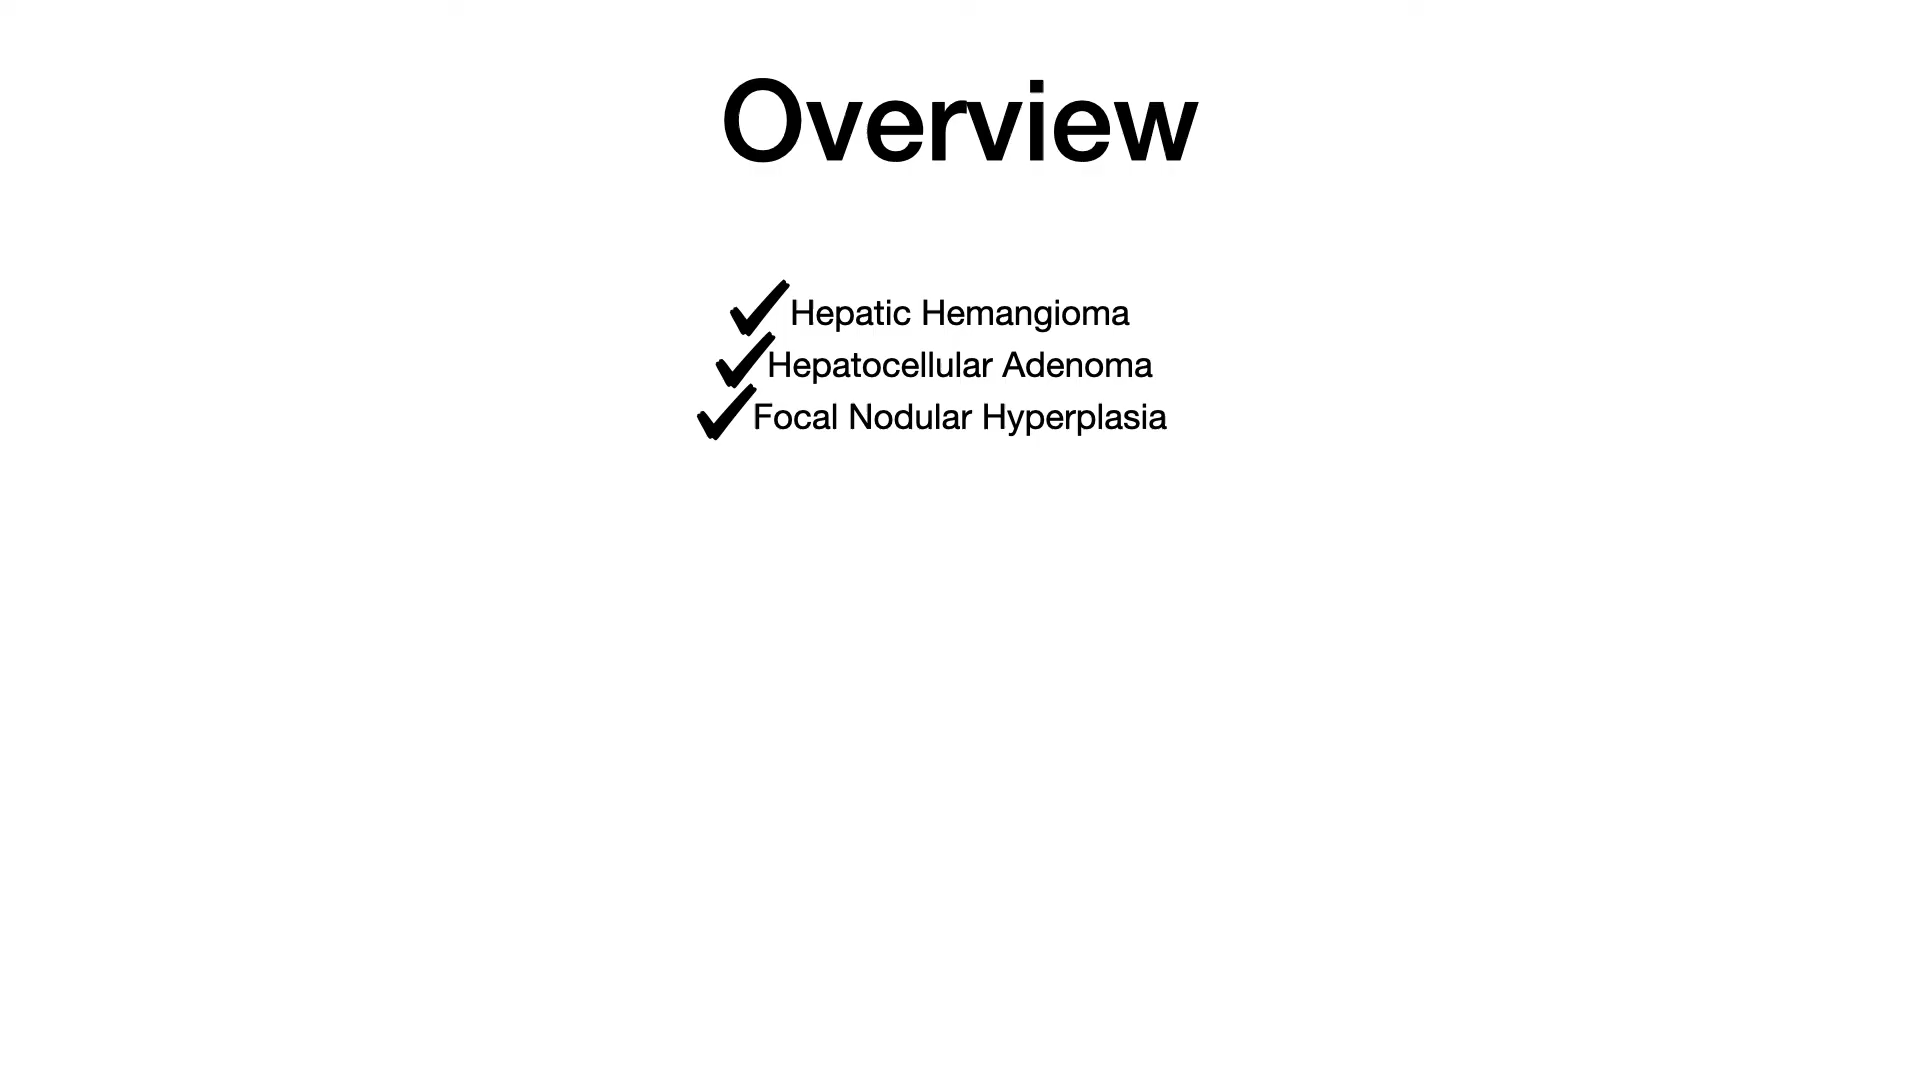 Overview
✓Hepatic Hemangioma
✓Hepatocellular Adenoma
✓Focal Nodular Hyperplasia